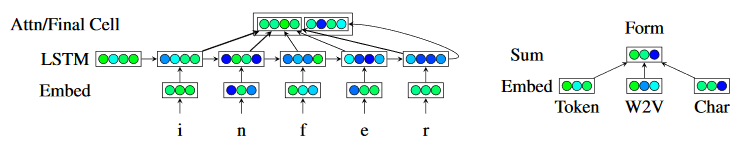 Attn/Final Cell
LSTM
Embed
i n f e r
Form
Sum
Embed
Token W2V Char